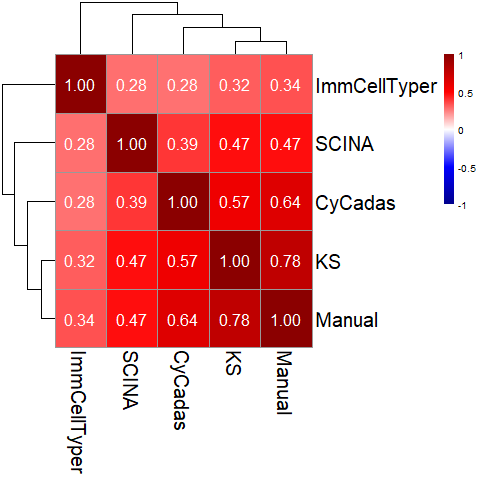 1.00 0.28 0.28 0.32 0.34 ImmCellTyper
0.28 1.00 0.39 0.47 0.47 SCINA
0.28 0.39 1.00 0.57 0.64 CyCadas
0.32 0.47 0.57 1.00 0.78 KS
0.34 0.47 0.64 0.78 1.00 Manual
ImmCellTyper SCINA CyCadas KS Manual
1
0.5
0
-0.5
-1